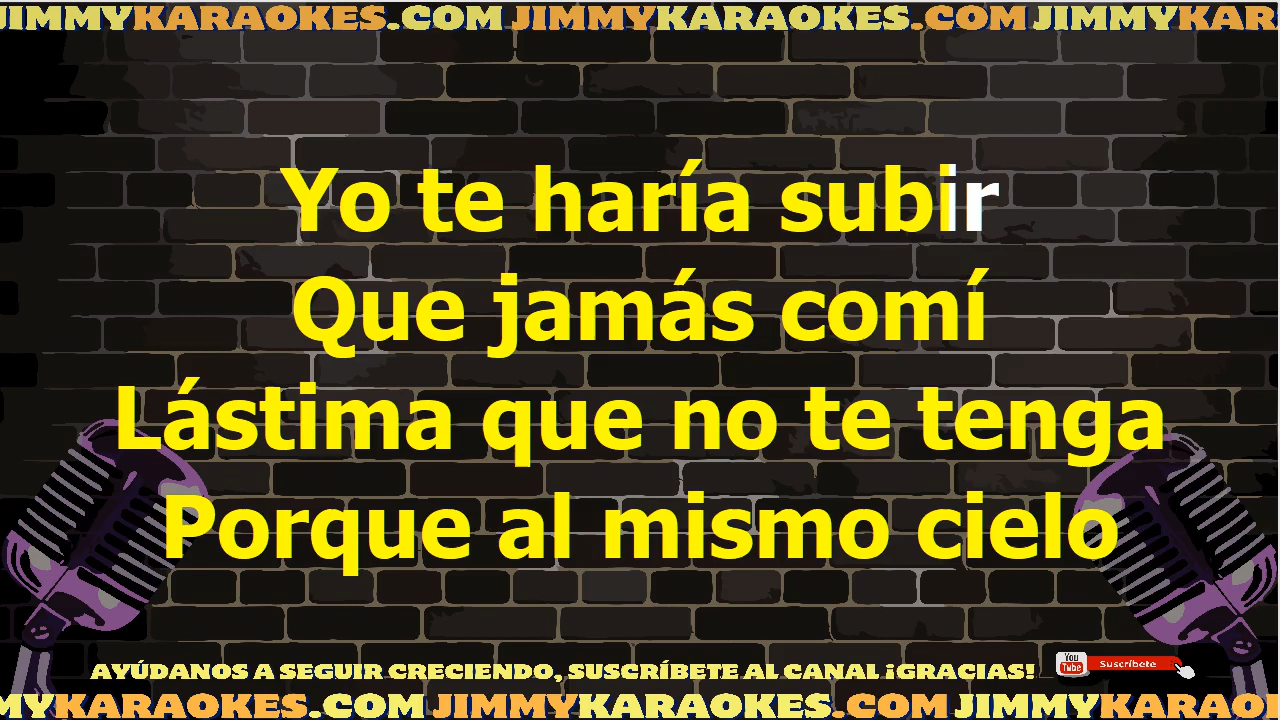 JIMMYKARAOKES.COM JIMMYKARAOKES.COM JIMMYKAR
Yo te haría subir
Que jamás comí
Lástima que no te tenga
Porque al mismo cielo
AYÚDANOS A SEGUIR CRECIENDO, SUSCRÍBETE AL CANAL ¡GRACIAS!
You Tube Suscríbete
MYKARAOKES.COM JIMMYKARAOKES.COM JIMMYKARAOK